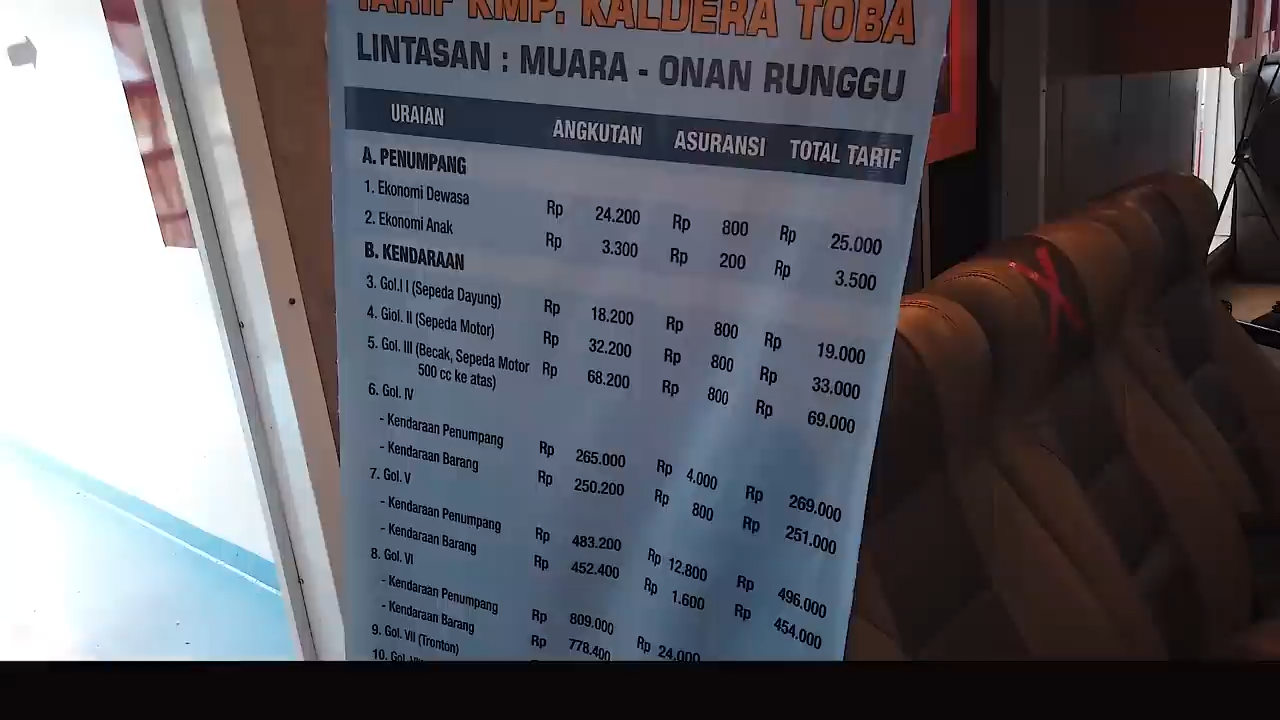 TARIF KMP. KALDERA TOBA
LINTASAN : MUARA - ONAN RUNGGU
URAIAN ANGKUTAN ASURANSI TOTAL TARIF
A. PENUMPANG
1. Ekonomi Dewasa Rp 24.200 Rp 800 Rp 25.000
2. Ekonomi Anak Rp 3.300 Rp 200 Rp 3.500
B. KENDARAAN
3. Gol.I I (Sepeda Dayung) Rp 18.200 Rp 800 Rp 19.000
4. Giol. II (Sepeda Motor) Rp 32.200 Rp 800 Rp 33.000
5. Gol. III (Becak, Sepeda Motor Rp 68.200 Rp 800 Rp 69.000
500 cc ke atas)
6. Gol. IV
- Kendaraan Penumpang Rp 265.000 Rp 4.000 Rp 269.000
- Kendaraan Barang Rp 250.200 Rp 800 Rp 251.000
7. Gol. V
- Kendaraan Penumpang Rp 483.200 Rp 12.800 Rp 496.000
- Kendaraan Barang Rp 452.400 Rp 1.600 Rp 454.000
8. Gol. VI
- Kendaraan Penumpang Rp 809.000 Rp 24.000
- Kendaraan Barang Rp 778.400
9. Gol. VII (Tronton)
10. Gol.